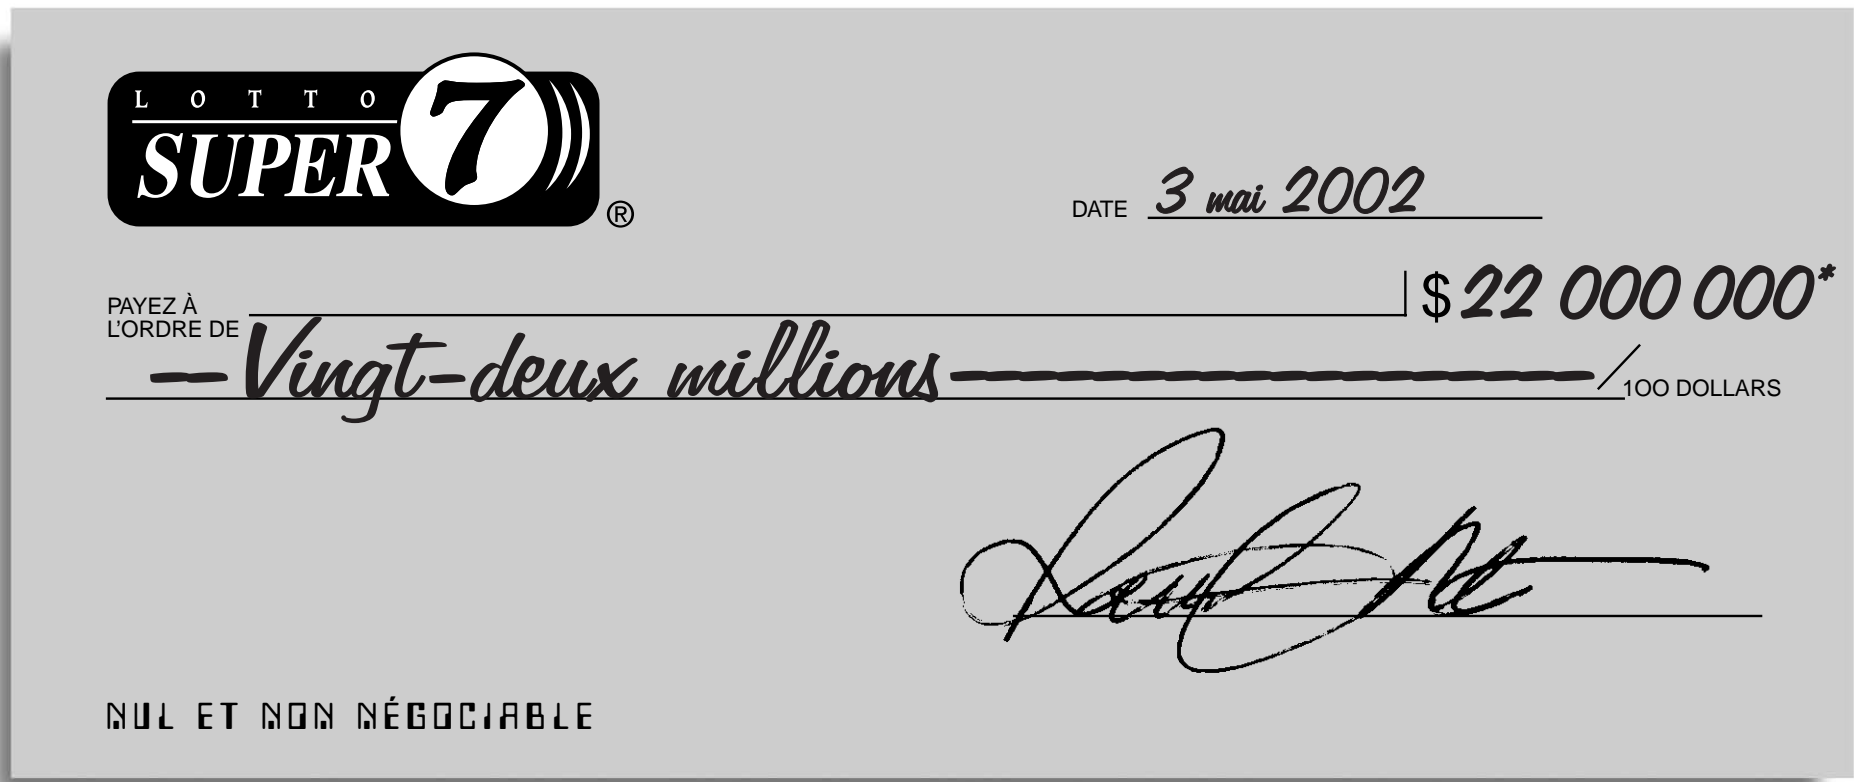 LOTTO
SUPER 7 ®
DATE 3 mai 2002
PAYEZ À
L'ORDRE DE
$ 22 000 000*
—Vingt-deux millions—/100 DOLLARS
NUL ET NON NÉGOCIABLE